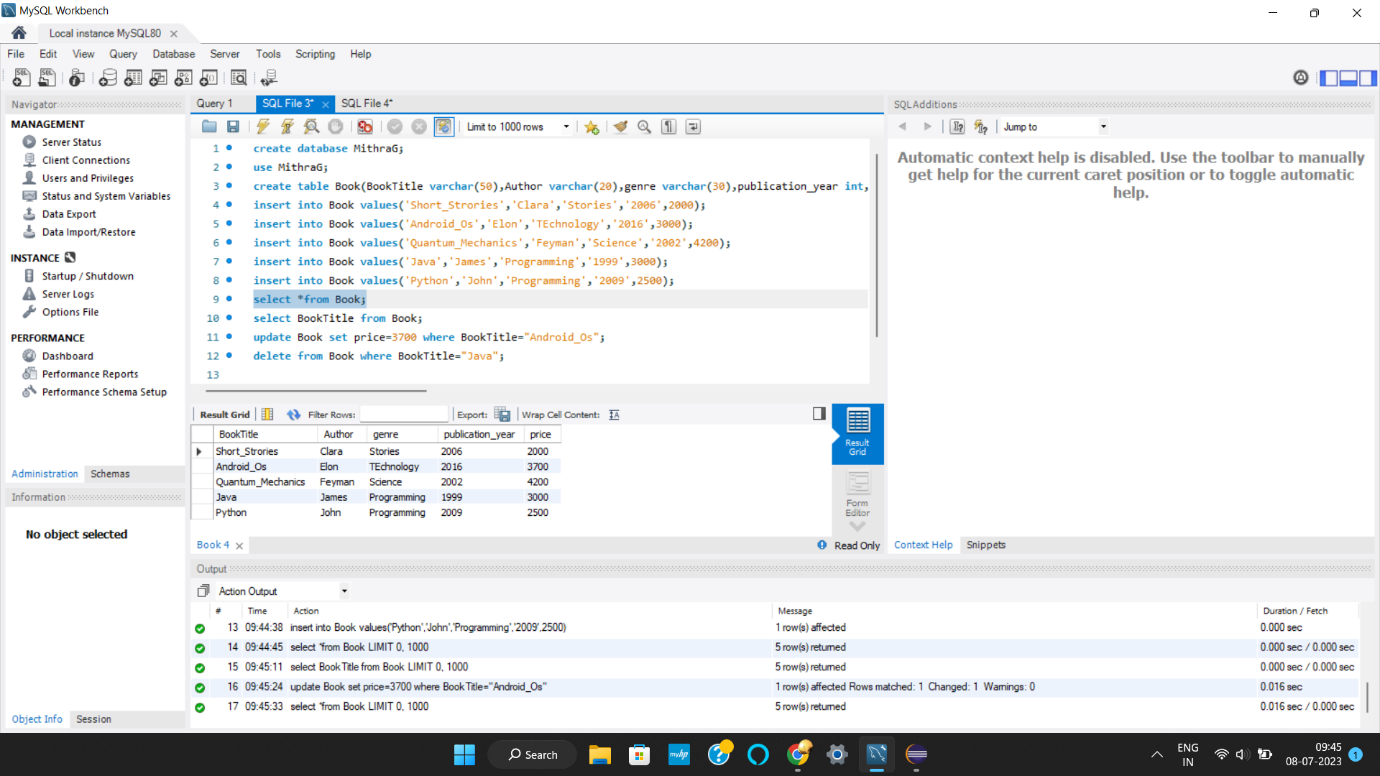 MySQL Workbench
Local instance MySQL80
File Edit View Query Database Server Tools Scripting Help
Navigator
MANAGEMENT
Server Status
Client Connections
Users and Privileges
Status and System Variables
Data Export
Data Import/Restore
INSTANCE
Startup / Shutdown
Server Logs
Options File
PERFORMANCE
Dashboard
Performance Reports
Performance Schema Setup
Administration Schemas
Information
No object selected
Object Info Session
Query 1 SQL File 3* SQL File 4*
Limit to 1000 rows
1 create database MithraG;
2 use MithraG;
3 create table Book(BookTitle varchar(50),Author varchar(20),genre varchar(30),publication_year int,
4 insert into Book values('Short_Strories','Clara','Stories','2006',2000);
5 insert into Book values('Android_Os','Elon','TEchnology','2016',3000);
6 insert into Book values('Quantum_Mechanics','Feyman','Science','2002',4200);
7 insert into Book values('Java','James','Programming','1999',3000);
8 insert into Book values('Python','John','Programming','2009',2500);
9 select *from Book;
10 select BookTitle from Book;
11 update Book set price=3700 where BookTitle="Android_Os";
12 delete from Book where BookTitle="Java";
13
Result Grid Filter Rows: Export: Wrap Cell Content:
BookTitle Author genre publication_year price
Short_Strories Clara Stories 2006 2000
Android_Os Elon TEchnology 2016 3700
Quantum_Mechanics Feyman Science 2002 4200
Java James Programming 1999 3000
Python John Programming 2009 2500
Result
Grid
Form
Editor
Book 4 Read Only
SQLAdditions
Jump to
Automatic context help is disabled. Use the toolbar to manually
get help for the current caret position or to toggle automatic
help.
Context Help Snippets
Output
Action Output
# Time Action Message Duration / Fetch
13 09:44:38 insert into Book values('Python','John','Programming','2009',2500) 1 row(s) affected 0.000 sec
14 09:44:45 select *from Book LIMIT 0, 1000 5 row(s) returned 0.000 sec / 0.000 sec
15 09:45:11 select BookTitle from Book LIMIT 0, 1000 5 row(s) returned 0.000 sec / 0.000 sec
16 09:45:24 update Book set price=3700 where BookTitle="Android_Os" 1 row(s) affected Rows matched: 1 Changed: 1 Warnings: 0 0.016 sec
17 09:45:33 select *from Book LIMIT 0, 1000 5 row(s) returned 0.016 sec / 0.000 sec
Search
myhp
ENG
IN
09:45
08-07-2023
1